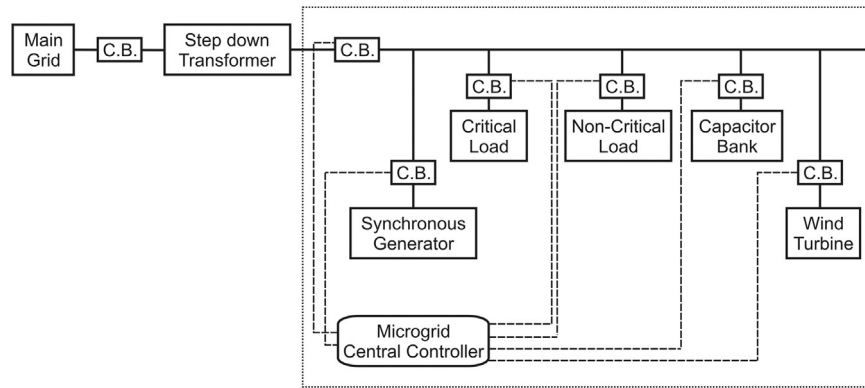 Main
Grid
C.B.
Step down
Transformer
C.B.
C.B.
Critical
Load
C.B.
Non-Critical
Load
C.B.
Capacitor
Bank
C.B.
Synchronous
Generator
C.B.
Wind
Turbine
Microgrid
Central Controller